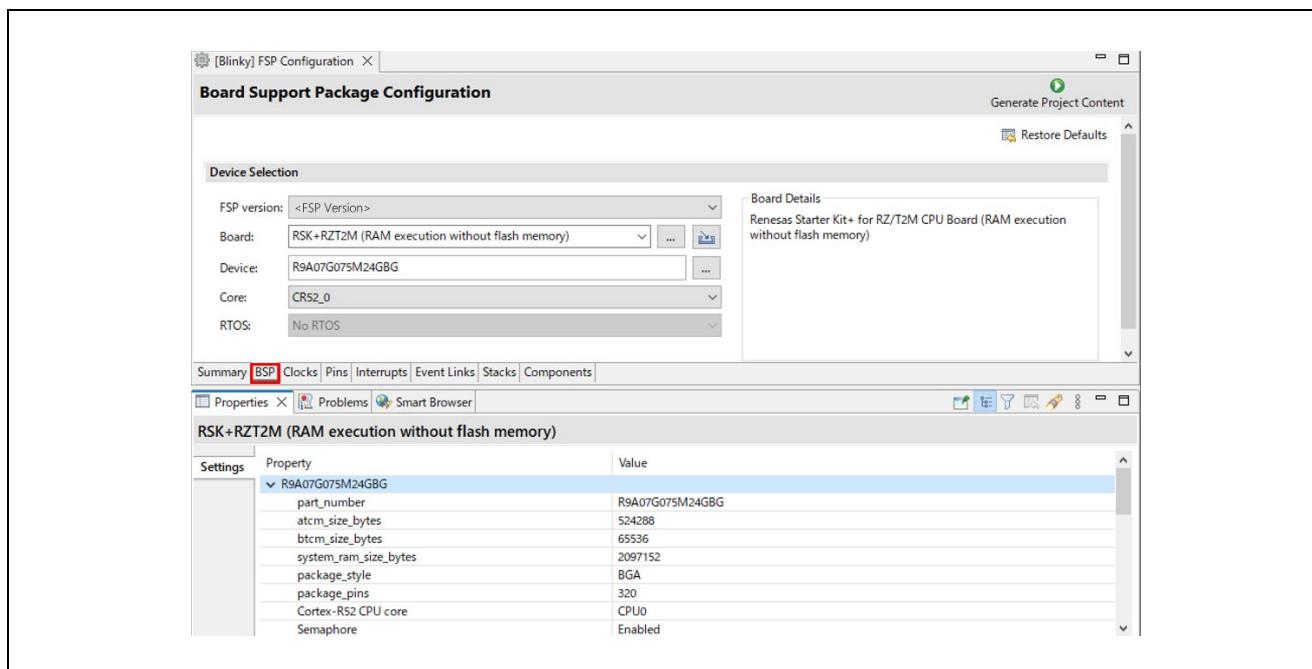 [Blinky] FSP Configuration
Board Support Package Configuration
Generate Project Content
Restore Defaults
Device Selection
FSP version: <FSP Version>
Board: RSK+RZT2M (RAM execution without flash memory) ...
Device: R9A07G075M24GBG ...
Core: CR52_0
RTOS: No RTOS
Board Details
Renesas Starter Kit+ for RZ/T2M CPU Board (RAM execution
without flash memory)
Summary BSP Clocks Pins Interrupts Event Links Stacks Components
Properties Problems Smart Browser
RSK+RZT2M (RAM execution without flash memory)
Settings Property Value
R9A07G075M24GBG
part_number R9A07G075M24GBG
atcm_size_bytes 524288
btcm_size_bytes 65536
system_ram_size_bytes 2097152
package_style BGA
package_pins 320
Cortex-R52 CPU core CPU0
Semaphore Enabled